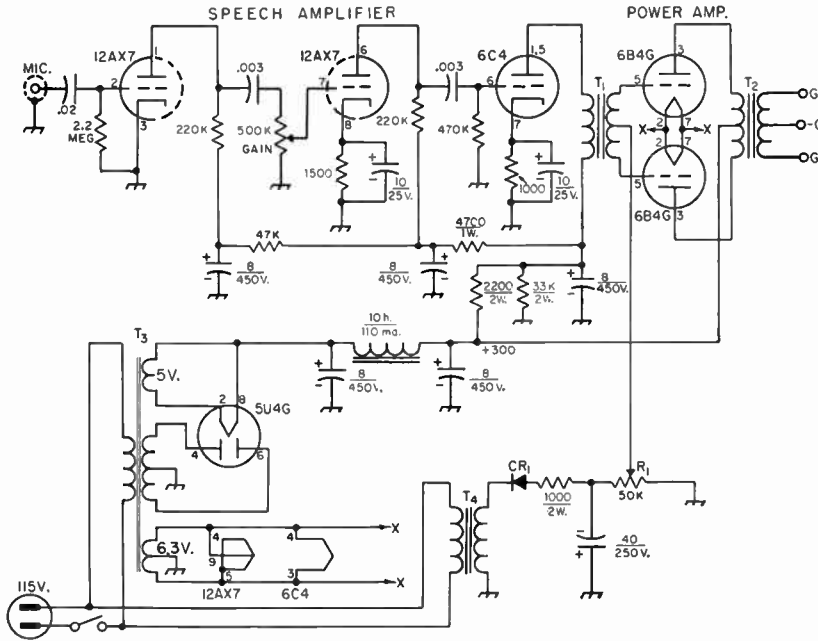 SPEECH AMPLIFIER
POWER AMP.
12AX7
12AX7
6C4
6B4G
MIC.
.02
2
1
3
2.2
MEG
220K
.003
500K
GAIN
7
6
8
1500
+
-
10
25V.
220K
.003
470K
6
1,5
7
1000
+
-
10
25V.
T1
5
3
2
7
X
X
2
7
5
3
6B4G
T2
G
-C
G
47K
4700
1W.
+
-
8
450V.
+
-
8
450V.
2200
2W.
33K
2W.
+
-
8
450V.
+300
10h.
110 ma.
+
-
8
450V.
+
-
8
450V.
T3
5V.
2
8
5U4G
4
6
6.3V.
4
9
5
12AX7
4
3
6C4
X
X
115V.
T4
CR1
1000
2W.
R1
50K
-
+
40
250V.